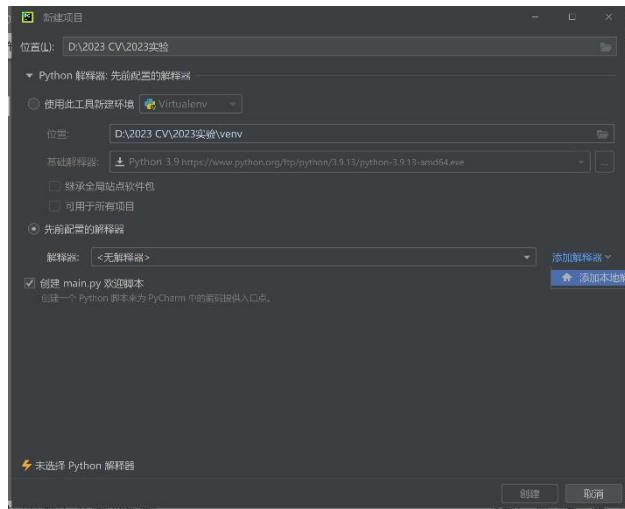 新建项目
位置(L): D:\2023 CV\2023实验
Python 解释器: 先前配置的解释器
使用此工具新建环境 Virtualenv
位置: D:\2023 CV\2023实验\venv
基础解释器: Python 3.9 https://www.python.org/ftp/python/3.9.13/python-3.9.13-amd64.exe
继承全局站点软件包
可用于所有项目
先前配置的解释器
解释器: <无解释器> 添加解释器
添加本地解
创建 main.py 欢迎脚本
创建一个 Python 脚本来为 PyCharm 中的编码提供入口点。
未选择 Python 解释器
创建 取消